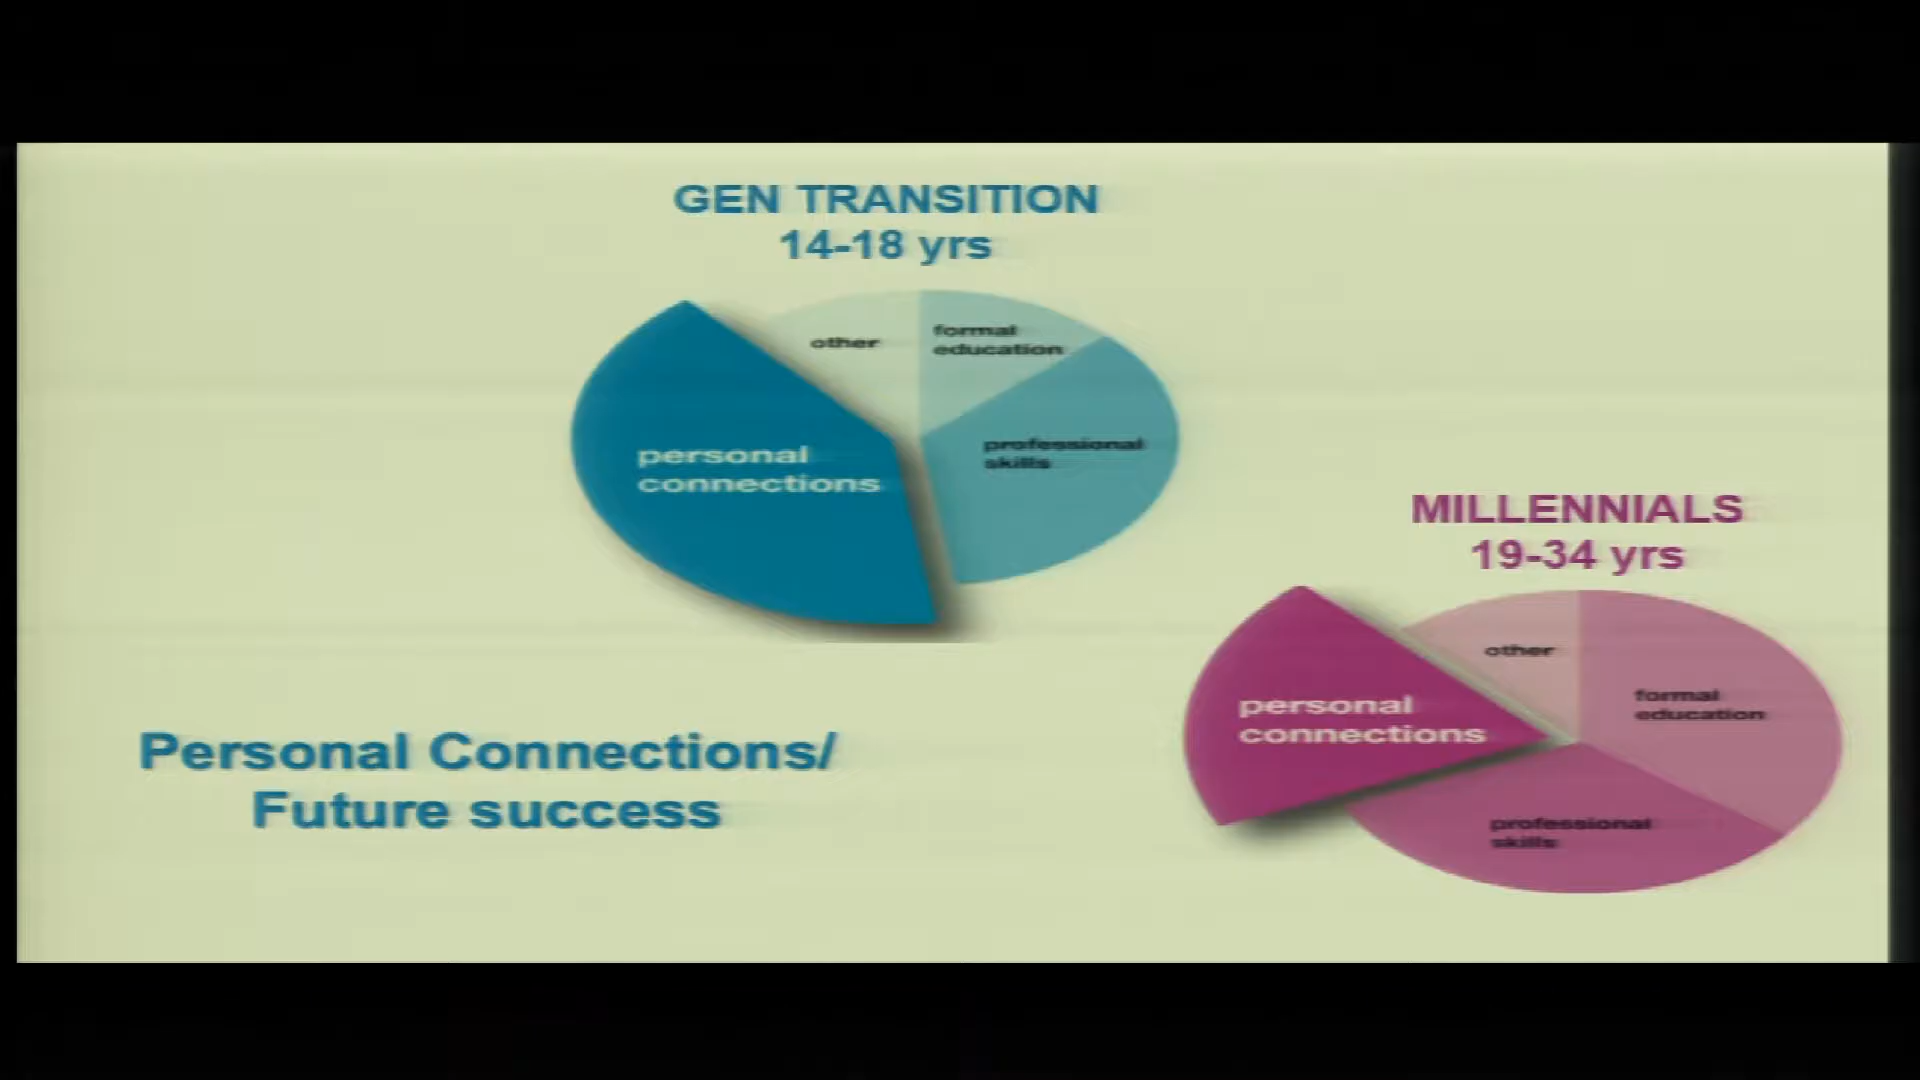 GEN TRANSITION
14-18 yrs
other
formal
education
personal
connections
professional
skills
MILLENNIALS
19-34 yrs
other
formal
education
personal
connections
professional
skills
Personal Connections/
Future success